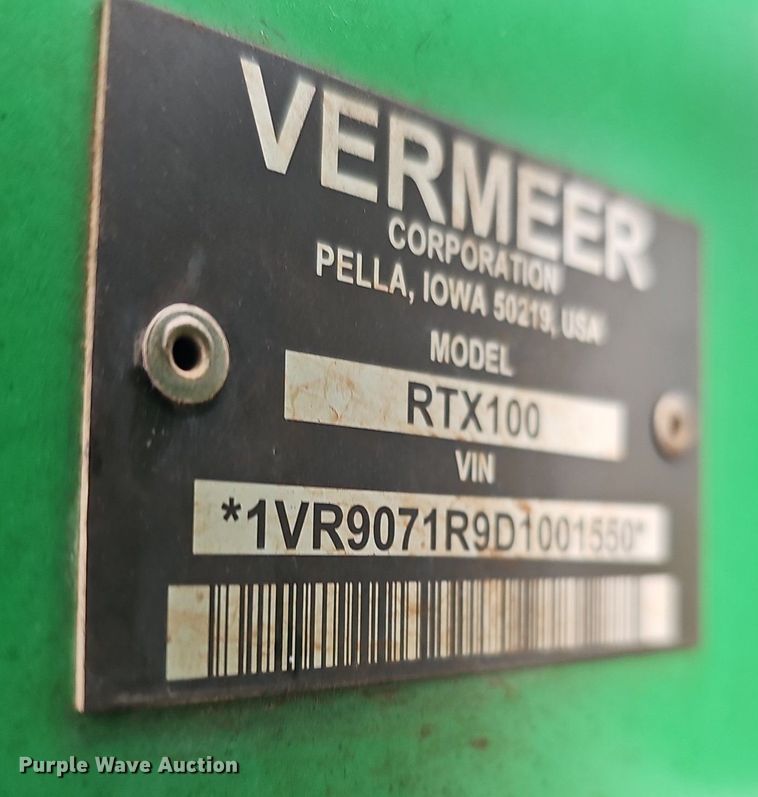 VERMEER
CORPORATION
PELLA, IOWA 50219, USA
MODEL
RTX100
VIN
*1VR9071R9D1001550*
Purple Wave Auction